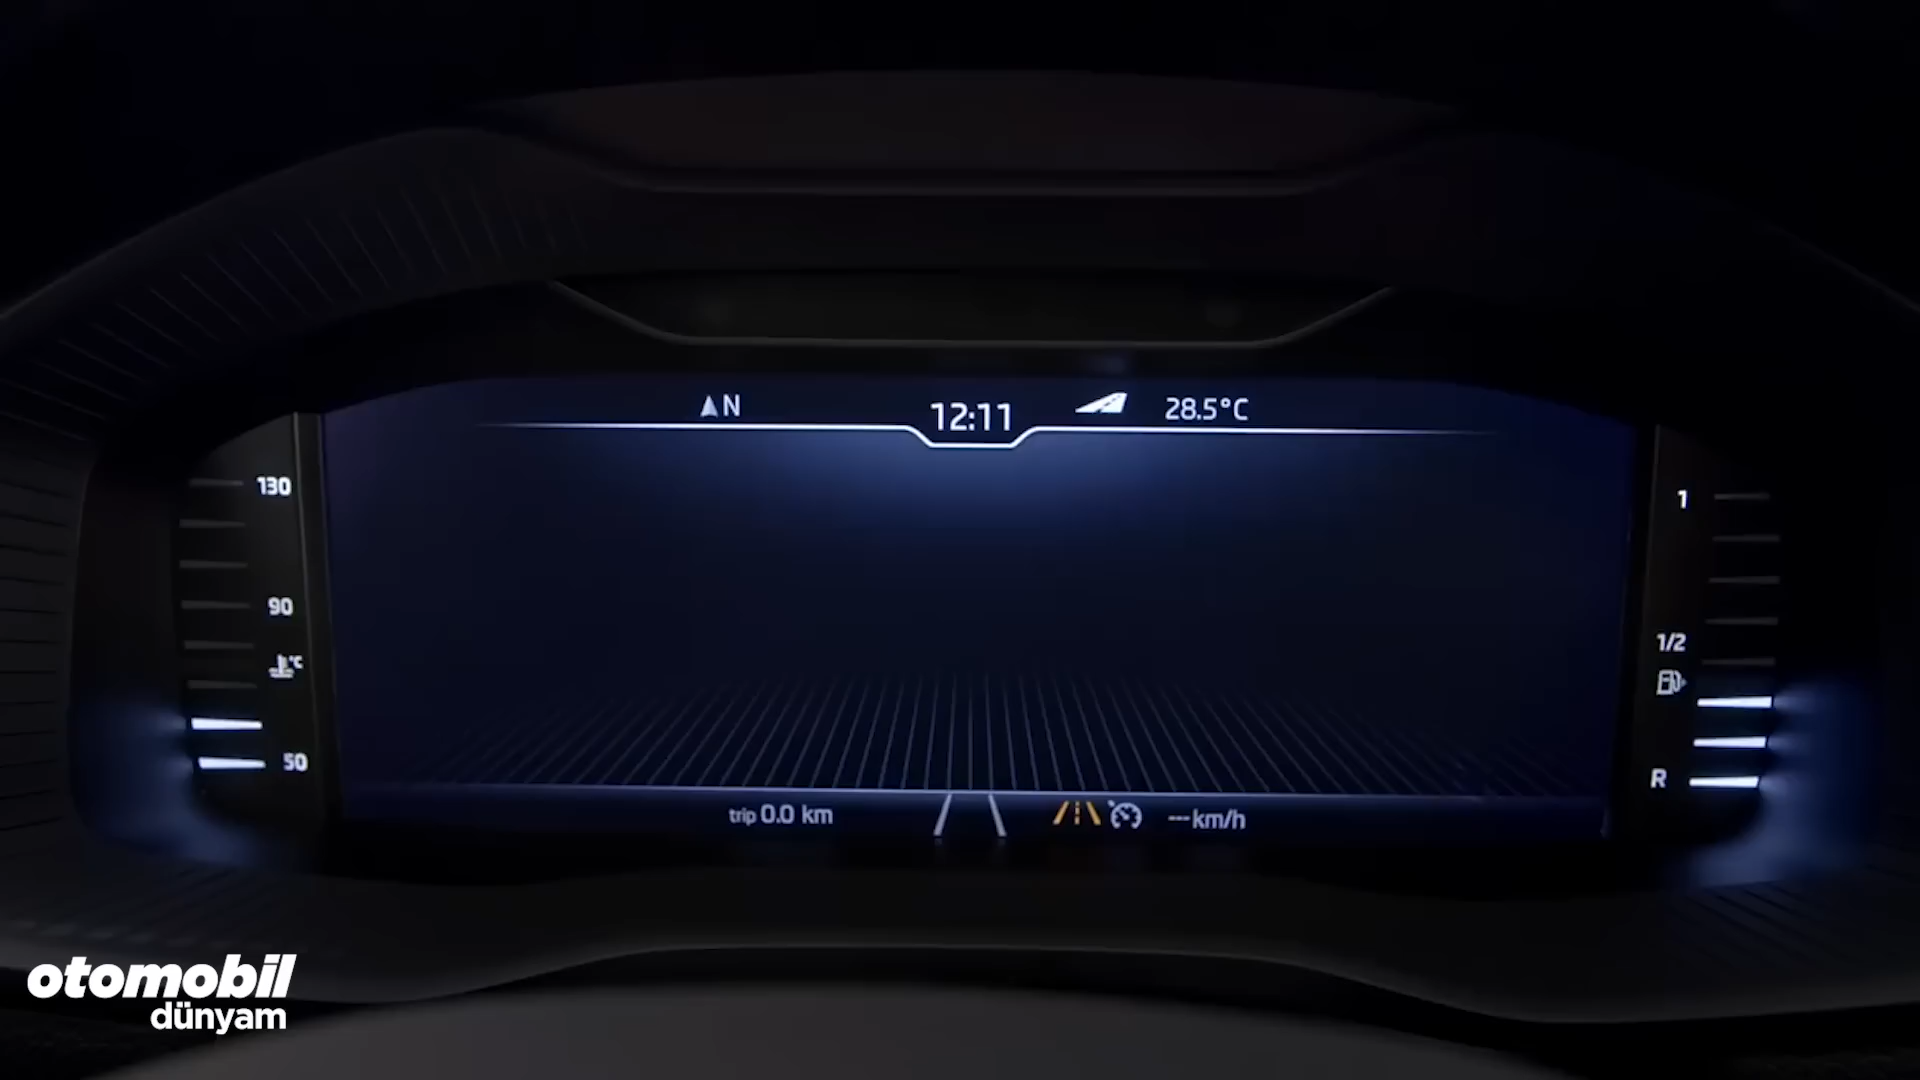 N
12:11
28.5°C
130
90
°C
50
1
1/2
R
trip 0.0 km
---km/h
otomobil
dünyam